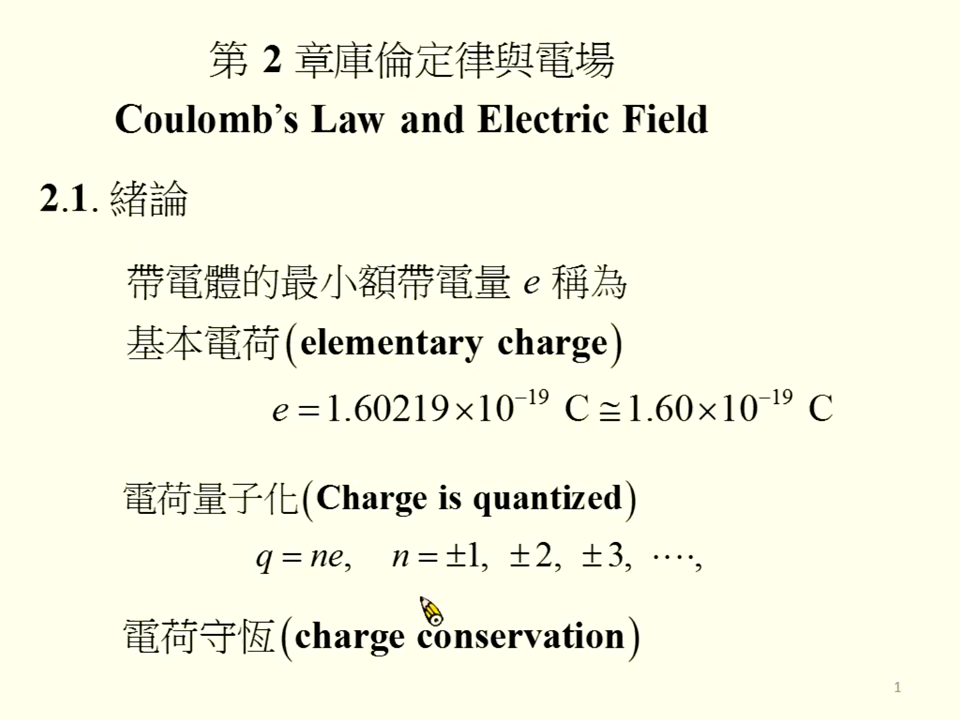 第 2 章庫倫定律與電場
Coulomb's Law and Electric Field
2.1. 緒論
帶電體的最小額帶電量 e 稱為
基本電荷(elementary charge)
e = 1.60219×10⁻¹⁹ C ≅ 1.60×10⁻¹⁹ C
電荷量子化(Charge is quantized)
q = ne, n = ±1, ±2, ±3, ····,
電荷守恆(charge conservation)
1